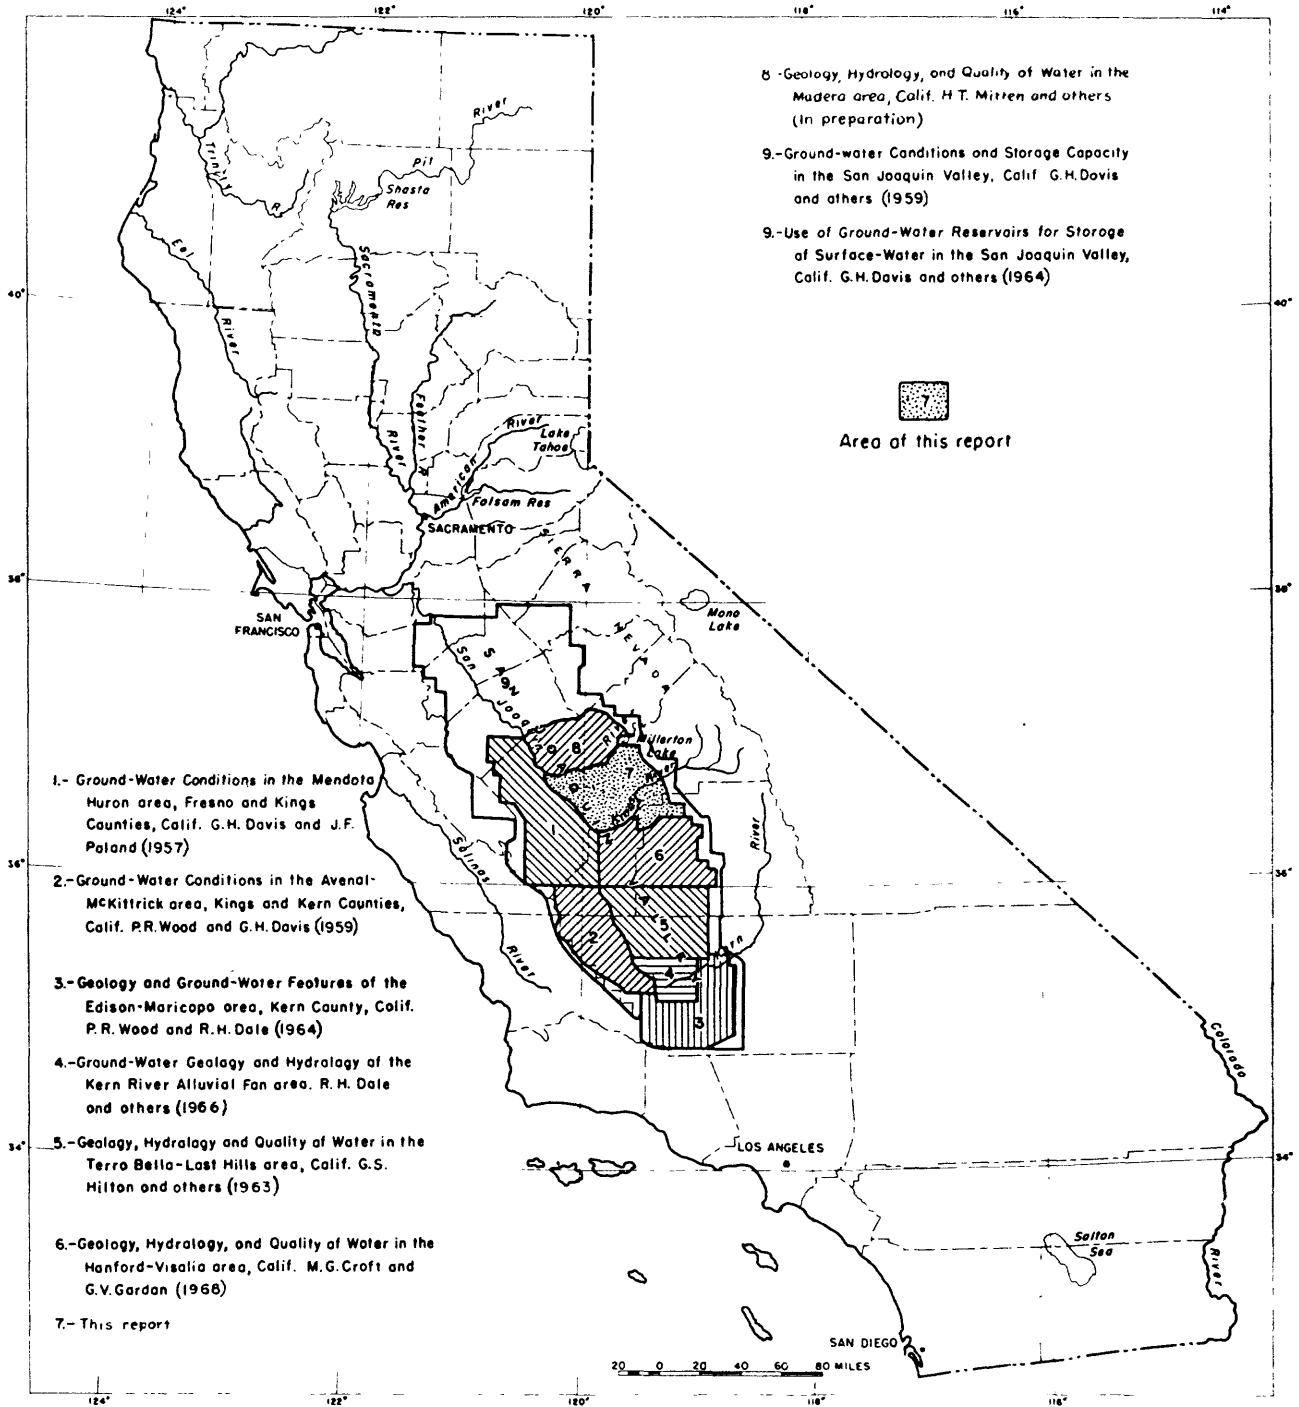 124° 122° 120° 118° 116° 114°
8 -Geology, Hydrology, and Quality of Water in the
Madera area, Calif. H.T. Mitten and others
(In preparation)
9.-Ground-water Conditions and Storage Capacity
in the San Joaquin Valley, Calif G.H. Davis
and others (1959)
9.-Use of Ground-Water Reservoirs for Storage
of Surface-Water in the San Joaquin Valley,
Calif. G.H. Davis and others (1964)
7
Area of this report
Trinity
R
Pit
River
Shasta
Res
Eel
River
Sacramento
River
Feather R
American
River
Lake
Tahoe
Folsam Res
SACRAMENTO
40°
40°
38°
38°
SIERRA
NEVADA
Mono
Lake
SAN
FRANCISCO
SAN
San Joaquin
River
9
8
Millerton
Lake
7
Kings
River
1
6
5
2
4
3
VALLEY
Kern
River
Salinas
River
36°
36°
1.- Ground-Water Conditions in the Mendota
Huron area, Fresno and Kings
Counties, Calif. G.H. Davis and J.F.
Poland (1957)
2.-Ground-Water Conditions in the Avenal-
McKittrick area, Kings and Kern Counties,
Calif. P.R. Wood and G.H. Davis (1959)
3.-Geology and Ground-Water Features of the
Edison-Maricopo area, Kern County, Calif.
P.R. Wood and R.H. Dale (1964)
4.-Ground-Water Geology and Hydrology of the
Kern River Alluvial Fan area. R.H. Dale
and others (1966)
5.-Geology, Hydrology and Quality of Water in the
Terra Bella-Lost Hills area, Calif. G.S.
Hilton and others (1963)
6.-Geology, Hydrology, and Quality of Water in the
Hanford-Visalia area, Calif. M.G. Croft and
G.V. Gordon (1968)
7.- This report
34°
34°
LOS ANGELES
Colorado
River
Salton
Sea
SAN DIEGO
20 0 20 40 60 80 MILES
124° 122° 120° 118° 116°